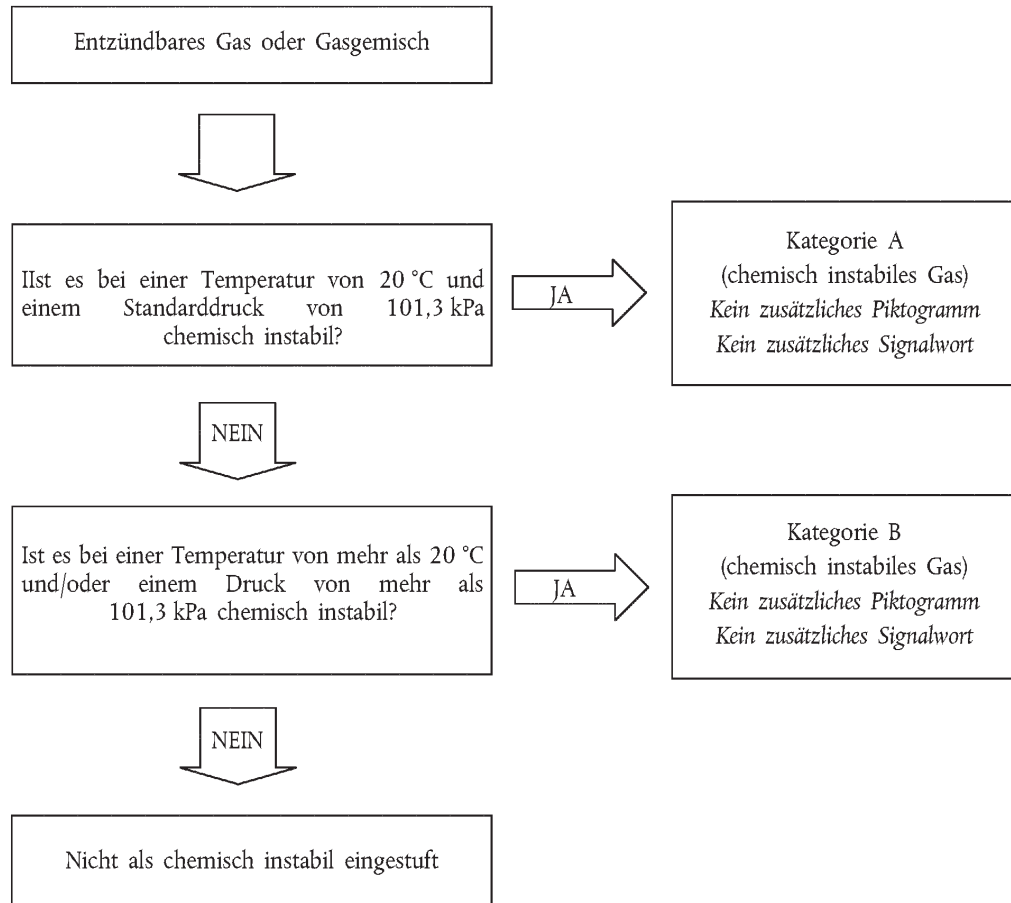 Entzündbares Gas oder Gasgemisch
IIst es bei einer Temperatur von 20 °C und
einem Standarddruck von 101,3 kPa
chemisch instabil?
JA
Kategorie A
(chemisch instabiles Gas)
Kein zusätzliches Piktogramm
Kein zusätzliches Signalwort
NEIN
Ist es bei einer Temperatur von mehr als 20 °C
und/oder einem Druck von mehr als
101,3 kPa chemisch instabil?
JA
Kategorie B
(chemisch instabiles Gas)
Kein zusätzliches Piktogramm
Kein zusätzliches Signalwort
NEIN
Nicht als chemisch instabil eingestuft